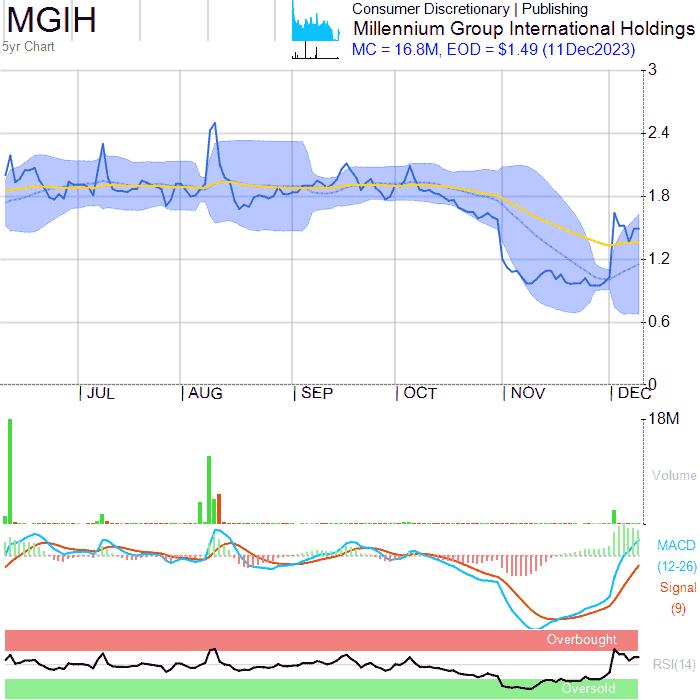 MGIH
5yr Chart
Consumer Discretionary | Publishing
Millennium Group International Holdings
MC = 16.8M, EOD = $1.49 (11Dec2023)
3
2.4
1.8
1.2
0.6
0
JUL AUG SEP OCT NOV DEC
18M
Volume
MACD
(12-26)
Signal
(9)
Overbought
RSI(14)
Oversold